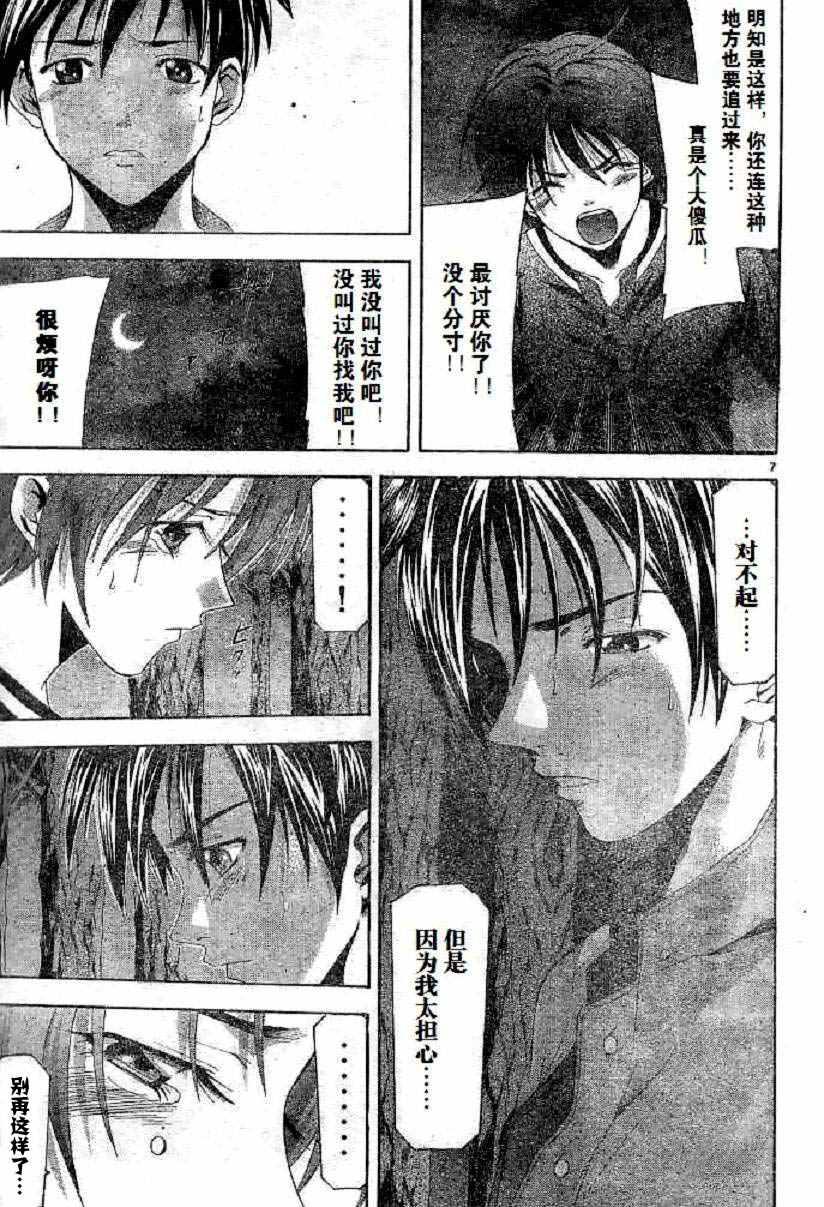 明知是这样，你还连这种
地方也要追过来……
真是个大傻瓜！
最讨厌你了！！
没个分寸！！
我没叫过你吧！
没叫过你找我吧！！
很烦呀你！！
7
…对不起……
……！
但是
因为我太担心……
………
别再这样了…